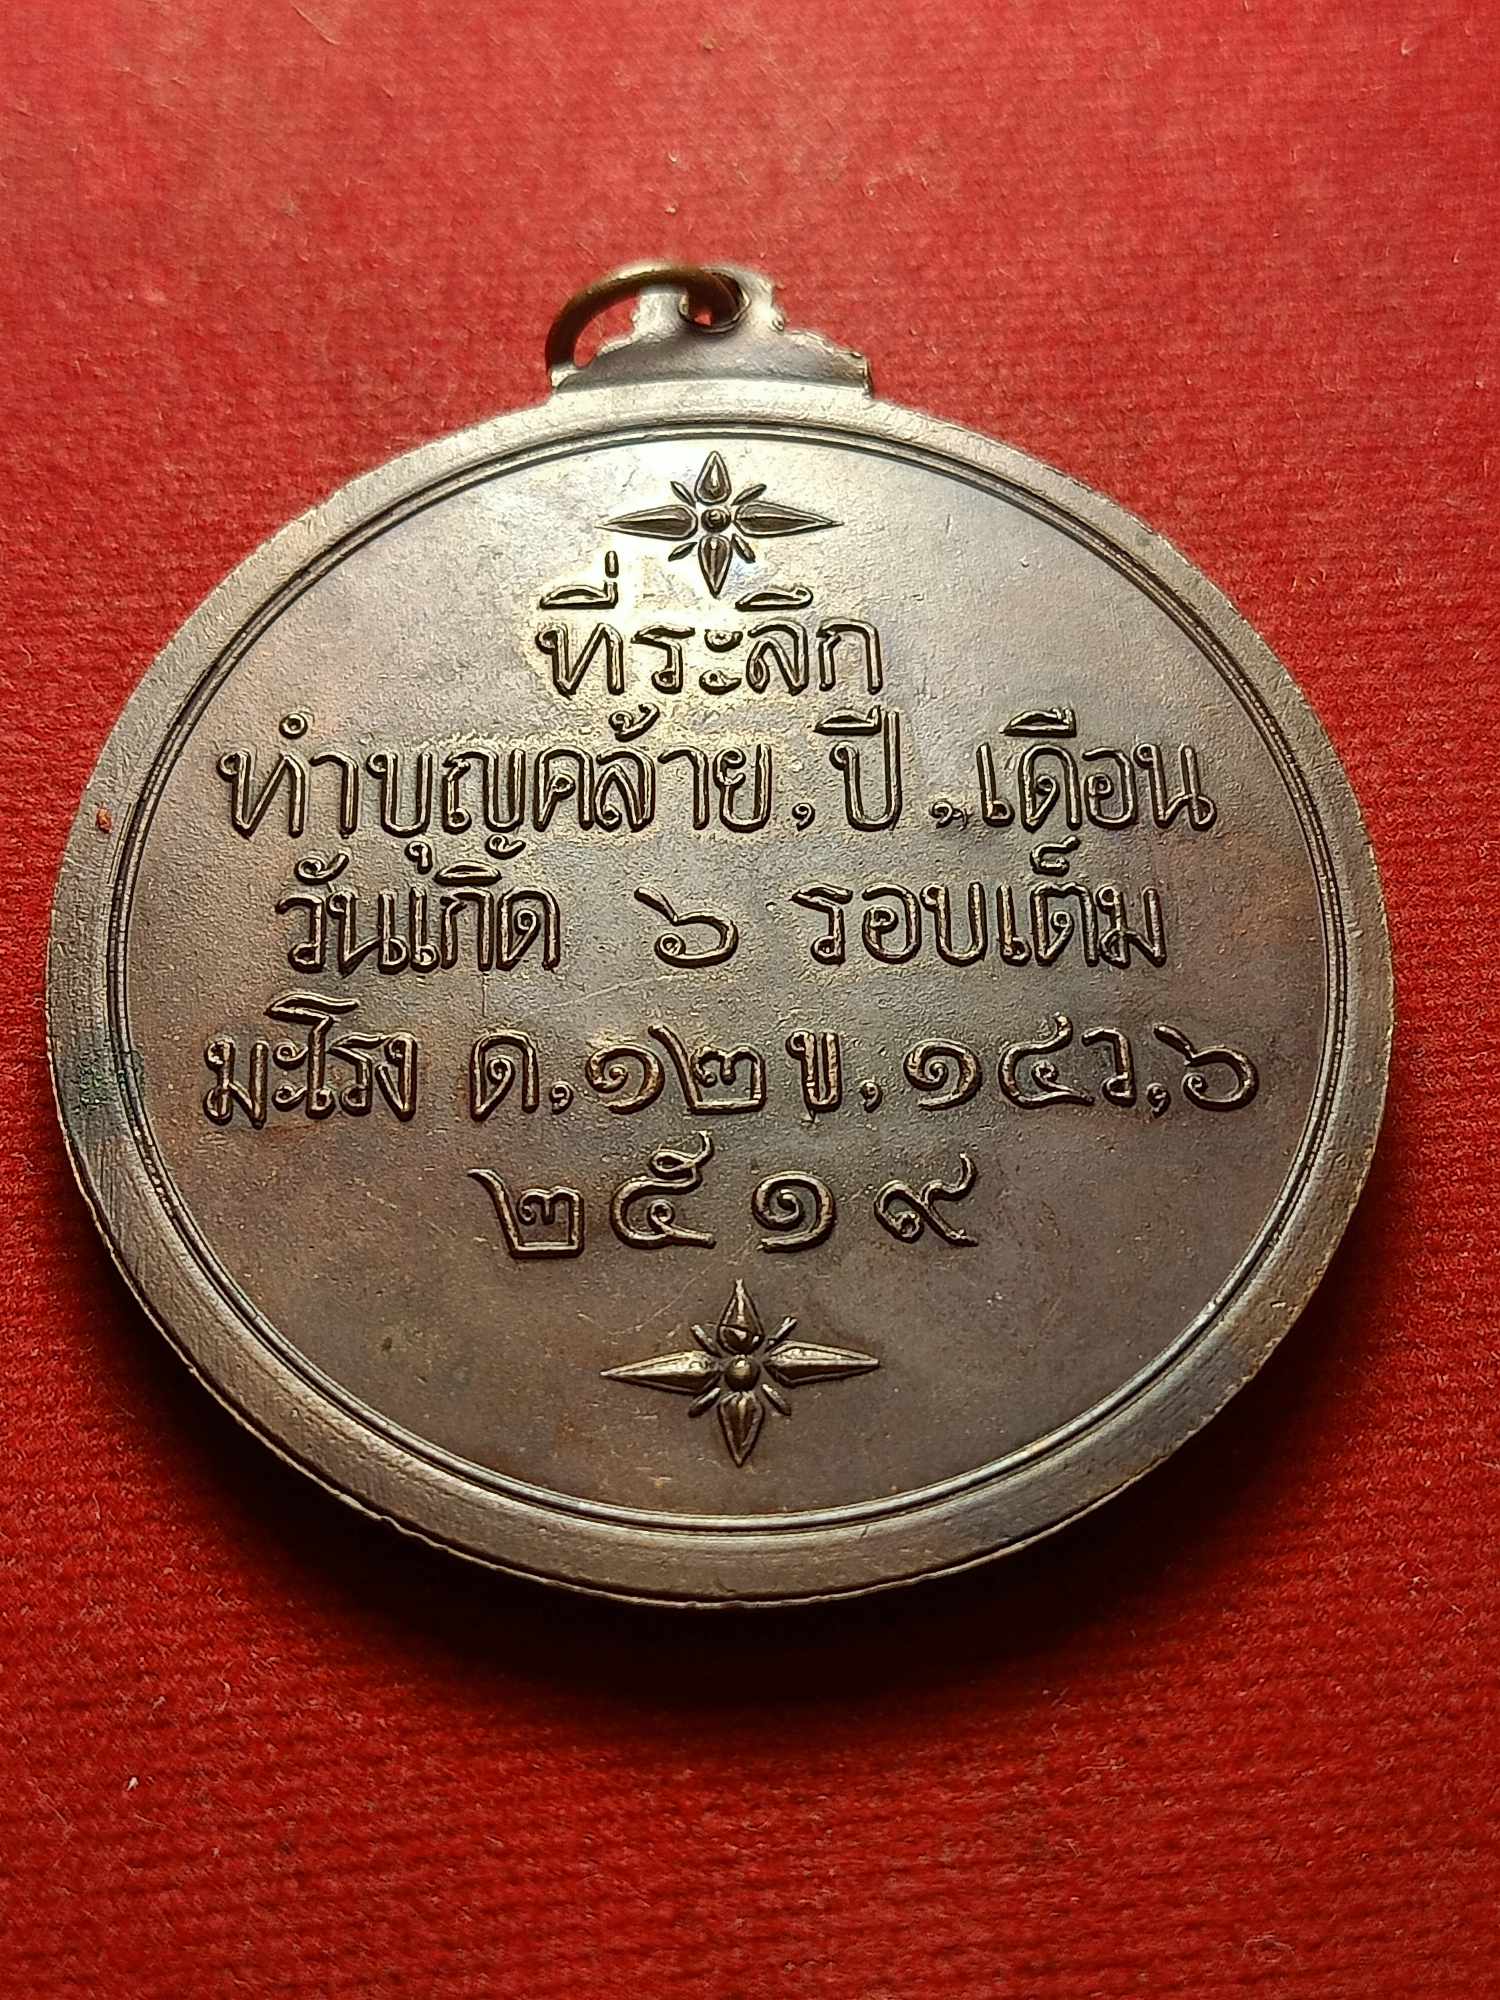 ที่ระลึก
ทำบุญคล้าย,ปี,เดือน
วันเกิด ๖ รอบเต็ม
มะโรง ด,๑๒ ข,๑๔ว,๖
๒๕๑๙